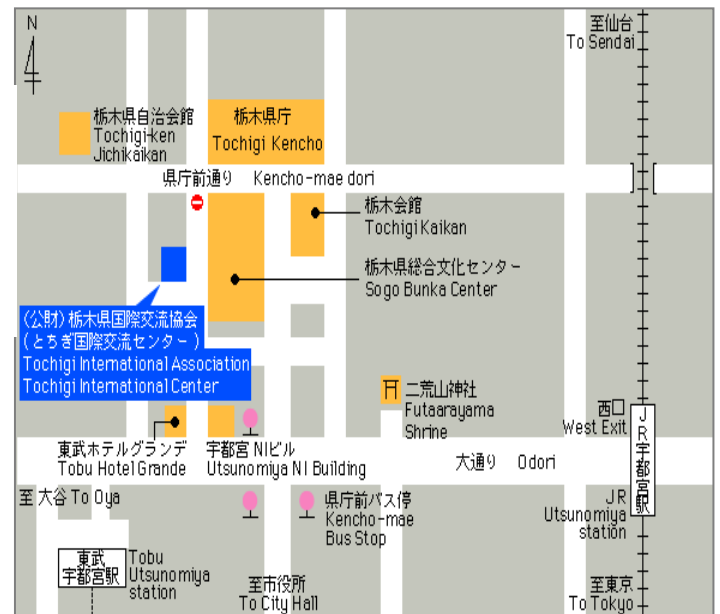 N
至仙台
To Sendai
栃木県自治会館
Tochigi-ken
Jichikaikan
栃木県庁
Tochigi Kencho
県庁前通り Kencho-mae dori
栃木会館
Tochigi Kaikan
栃木県総合文化センター
Sogo Bunka Center
(公財)栃木県国際交流協会
(とちぎ国際交流センター)
Tochigi International Association
Tochigi International Center
二荒山神社
Futaarayama
Shrine
西口
West Exit
JR宇都宮駅
東武ホテルグランデ
Tobu Hotel Grande
宇都宮 NIビル
Utsunomiya NI Building
大通り Odori
至 大谷 To Oya
県庁前バス停
Kencho-mae
Bus Stop
JR
Utsunomiya
station
東武
宇都宮駅
Tobu
Utsunomiya
station
至市役所
To City Hall
至東京
To Tokyo